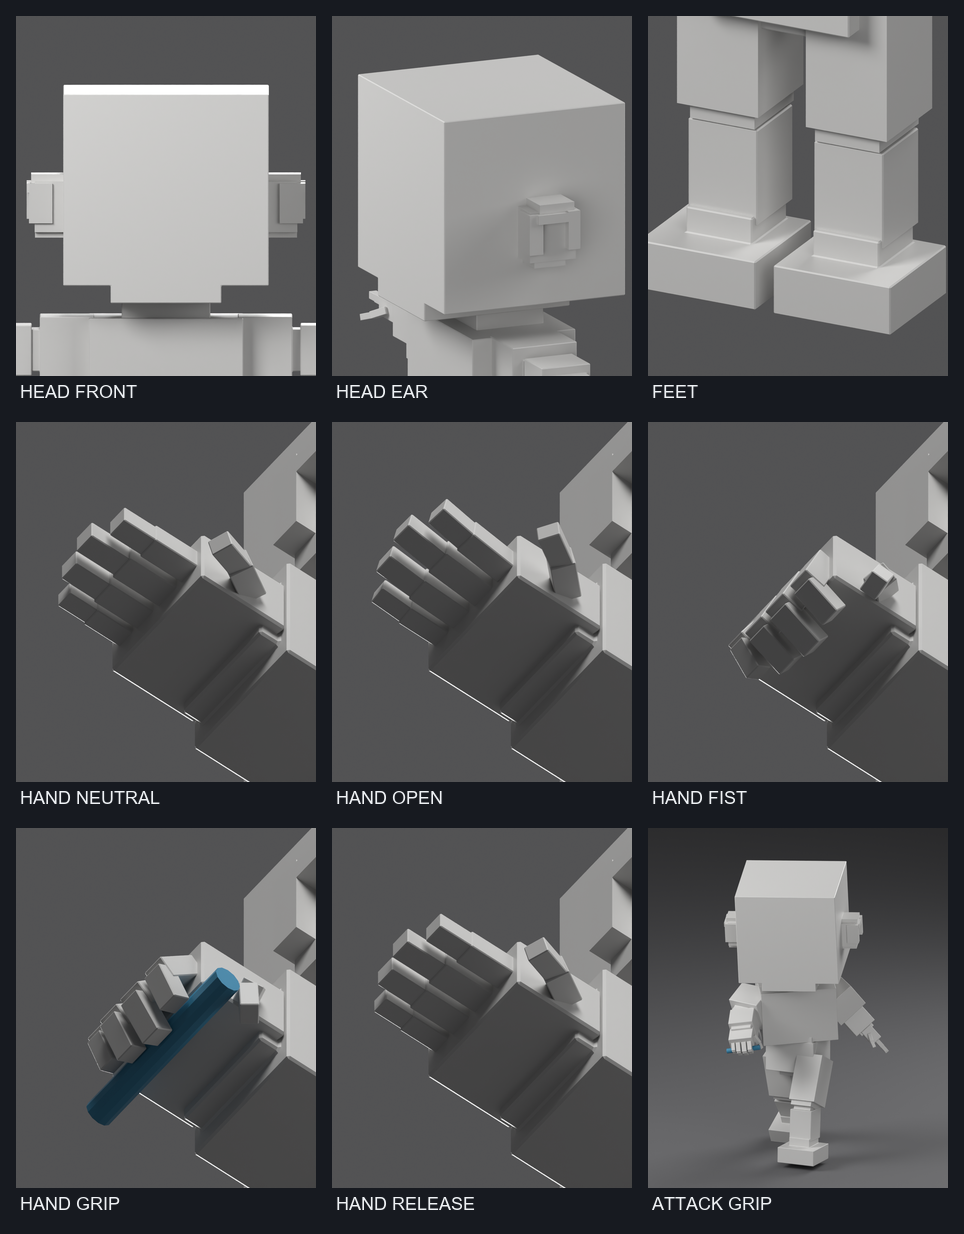 HEAD FRONT
HEAD EAR
FEET
HAND NEUTRAL
HAND OPEN
HAND FIST
HAND GRIP
HAND RELEASE
ATTACK GRIP